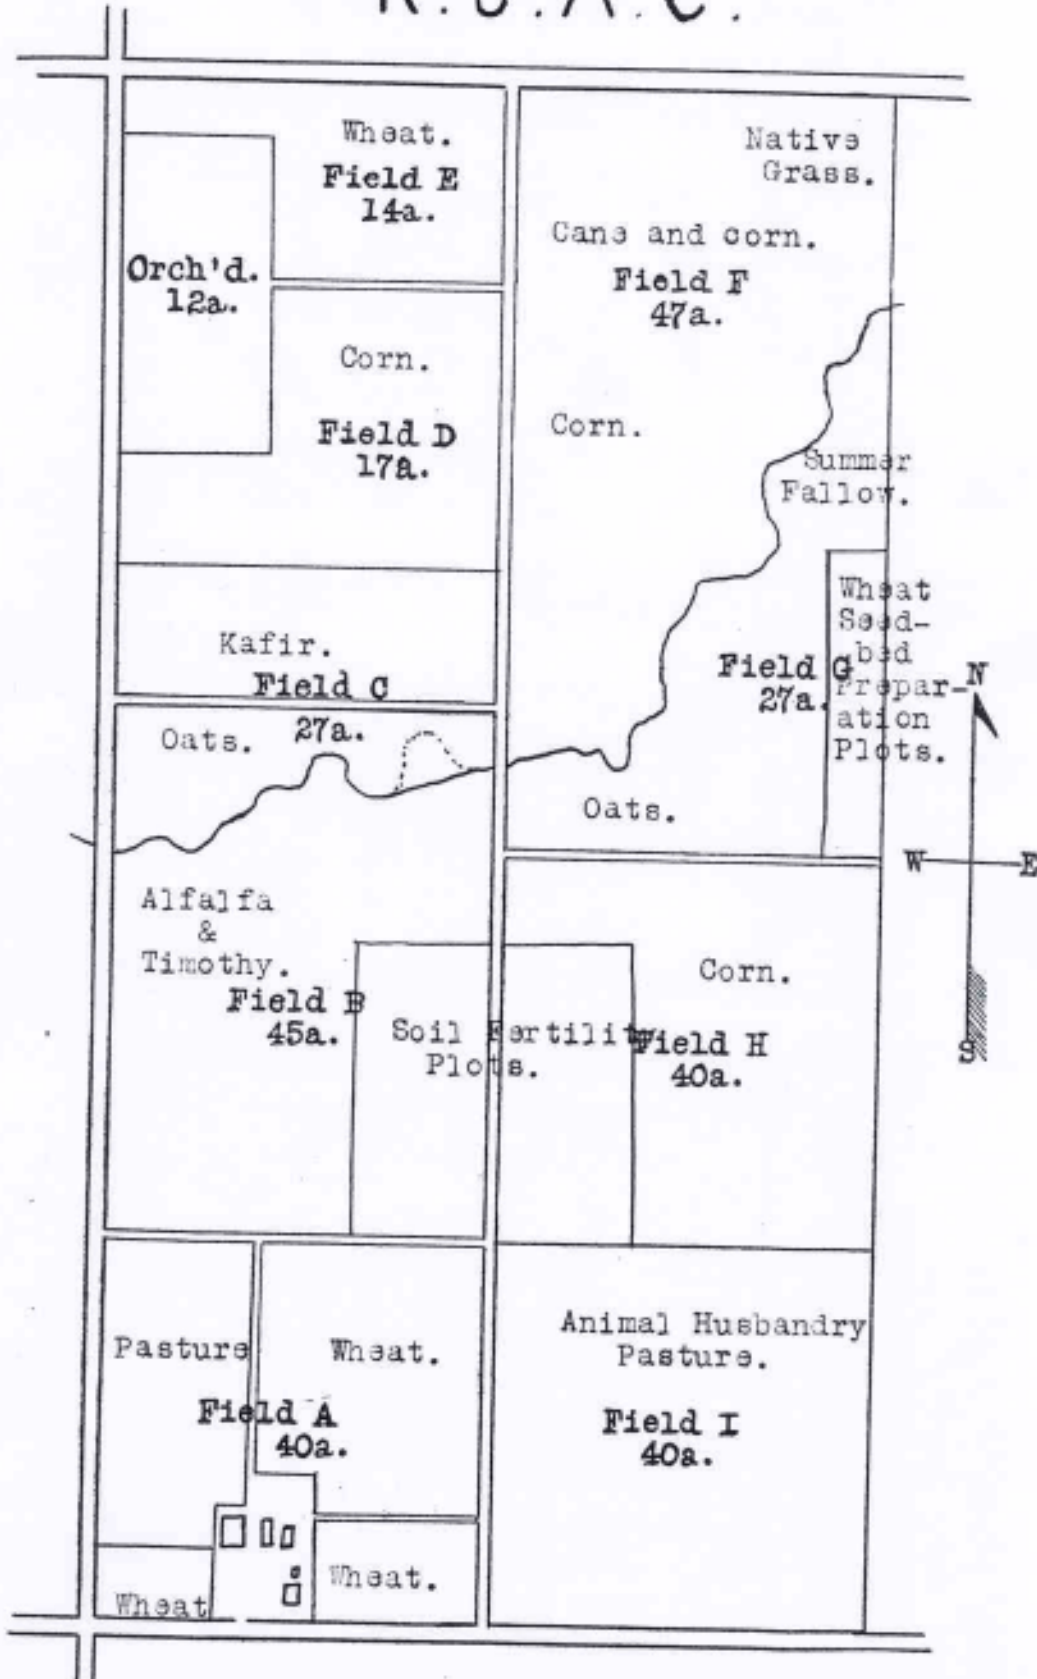 Wheat.
Field E
14a.
Orch'd.
12a.
Corn.
Field D
17a.
Kafir.
Field C
27a.
Oats.
Native
Grass.
Cane and corn.
Field F
47a.
Corn.
Summer
Fallow.
Wheat
Seed-
bed
Prepar-
ation
Plots.
Field G
27a.
Oats.
N
W
E
S
Alfalfa
&
Timothy.
Field B
45a.
Soil Fertility
Plots.
Corn.
Field H
40a.
Pasture
Wheat.
Field A
40a.
Wheat
Wheat.
Animal Husbandry
Pasture.
Field I
40a.